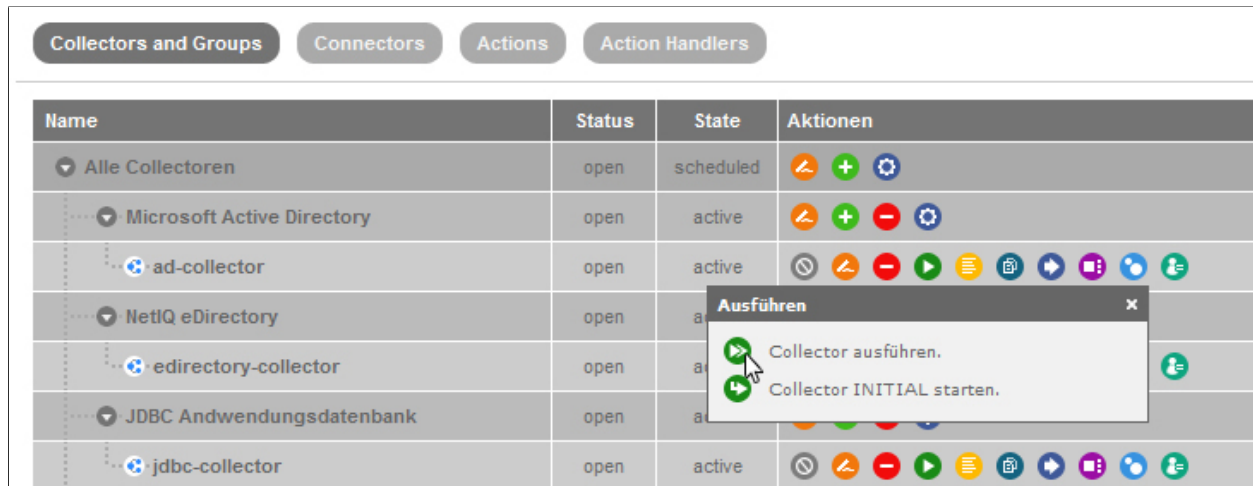 Collectors and Groups Connectors Actions Action Handlers
Name Status State Aktionen
Alle Collectoren open scheduled
Microsoft Active Directory open active
ad-collector open active
NetIQ eDirectory open
Ausführen x
edirectory-collector open
Collector ausführen.
Collector INITIAL starten.
JDBC Andwendungsdatenbank open
jdbc-collector open active